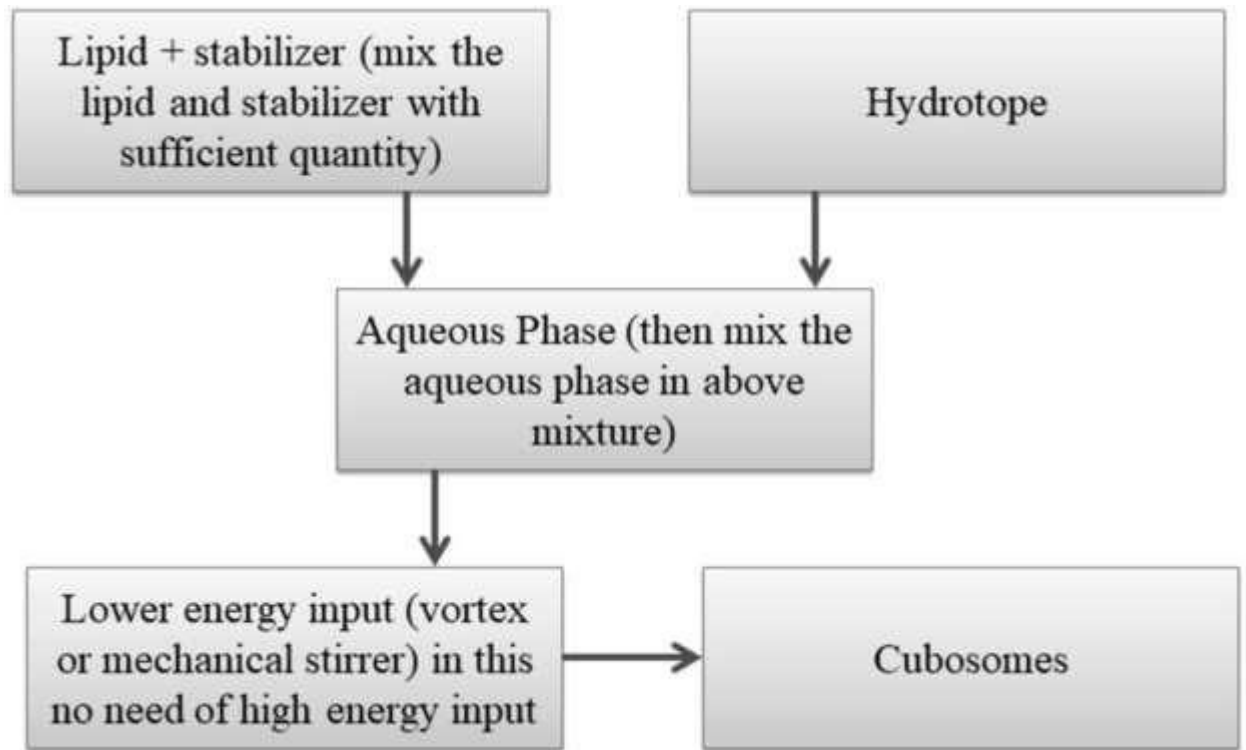 Lipid + stabilizer (mix the
lipid and stabilizer with
sufficient quantity)
Hydrotope
Aqueous Phase (then mix the
aqueous phase in above
mixture)
Lower energy input (vortex
or mechanical stirrer) in this
no need of high energy input
Cubosomes